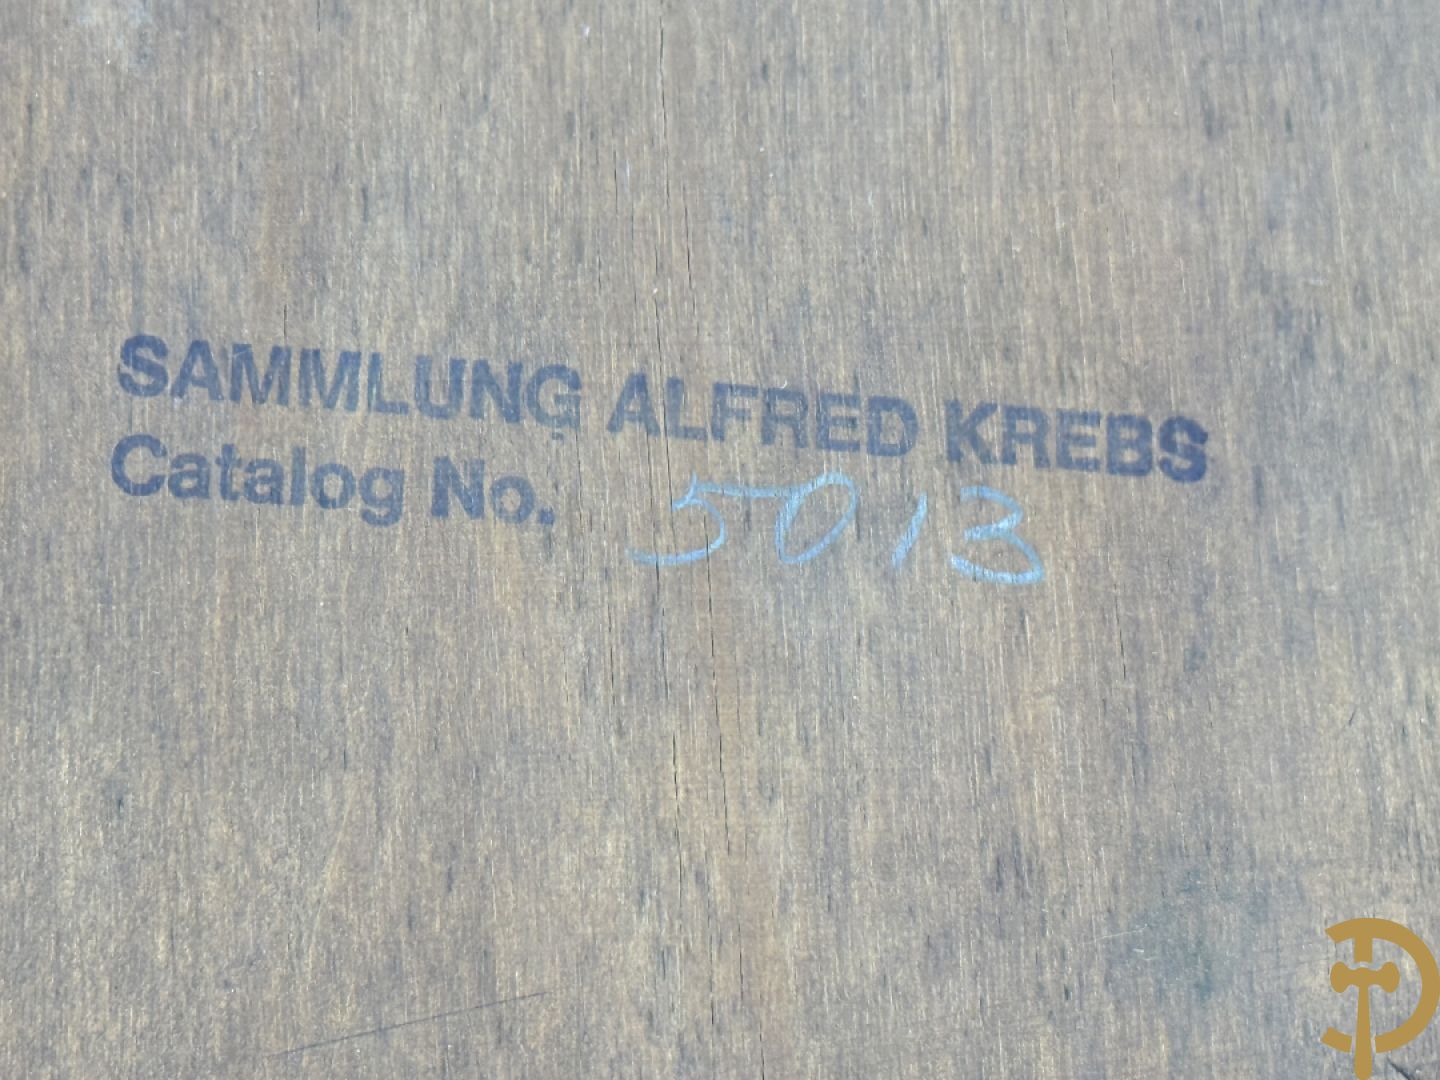 SAMMLUNG ALFRED KREBS
Catalog No. 5013